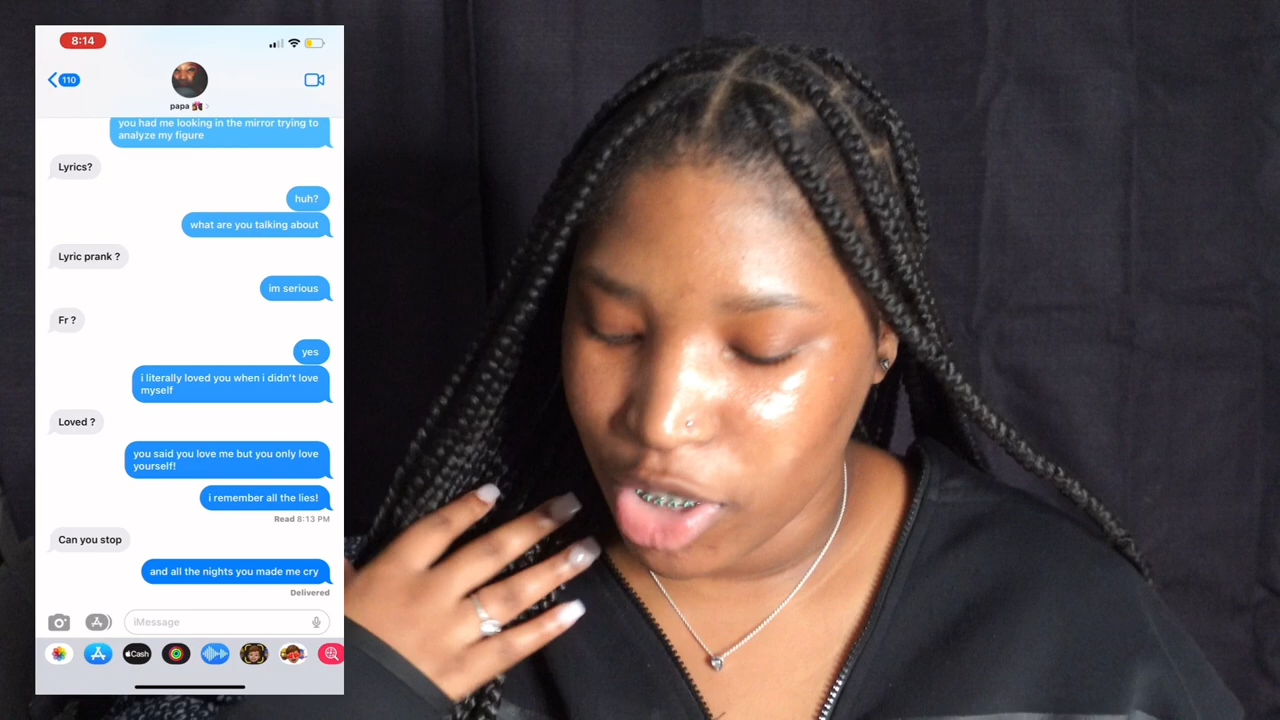 8:14
110
papa
you had me looking in the mirror trying to
analyze my figure
Lyrics?
huh?
what are you talking about
Lyric prank ?
im serious
Fr ?
yes
i literally loved you when i didn't love
myself
Loved ?
you said you love me but you only love
yourself!
i remember all the lies!
Read 8:13 PM
Can you stop
and all the nights you made me cry
Delivered
iMessage
Cash